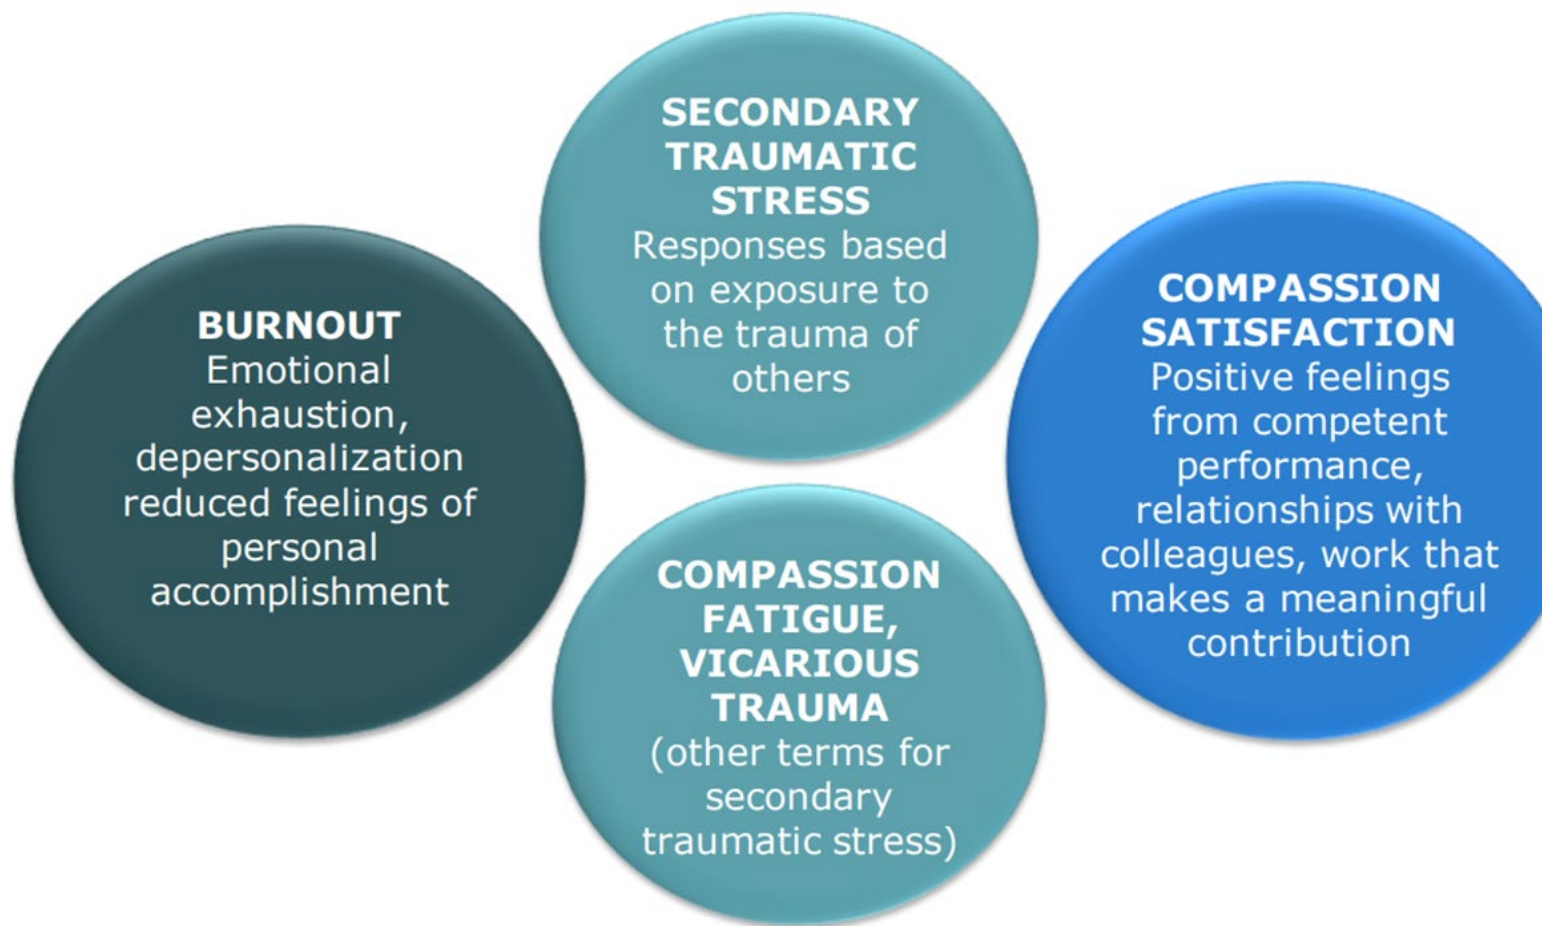 BURNOUT
Emotional
exhaustion,
depersonalization
reduced feelings of
personal
accomplishment
SECONDARY
TRAUMATIC
STRESS
Responses based
on exposure to
the trauma of
others
COMPASSION
FATIGUE,
VICARIOUS
TRAUMA
(other terms for
secondary
traumatic stress)
COMPASSION
SATISFACTION
Positive feelings
from competent
performance,
relationships with
colleagues, work that
makes a meaningful
contribution